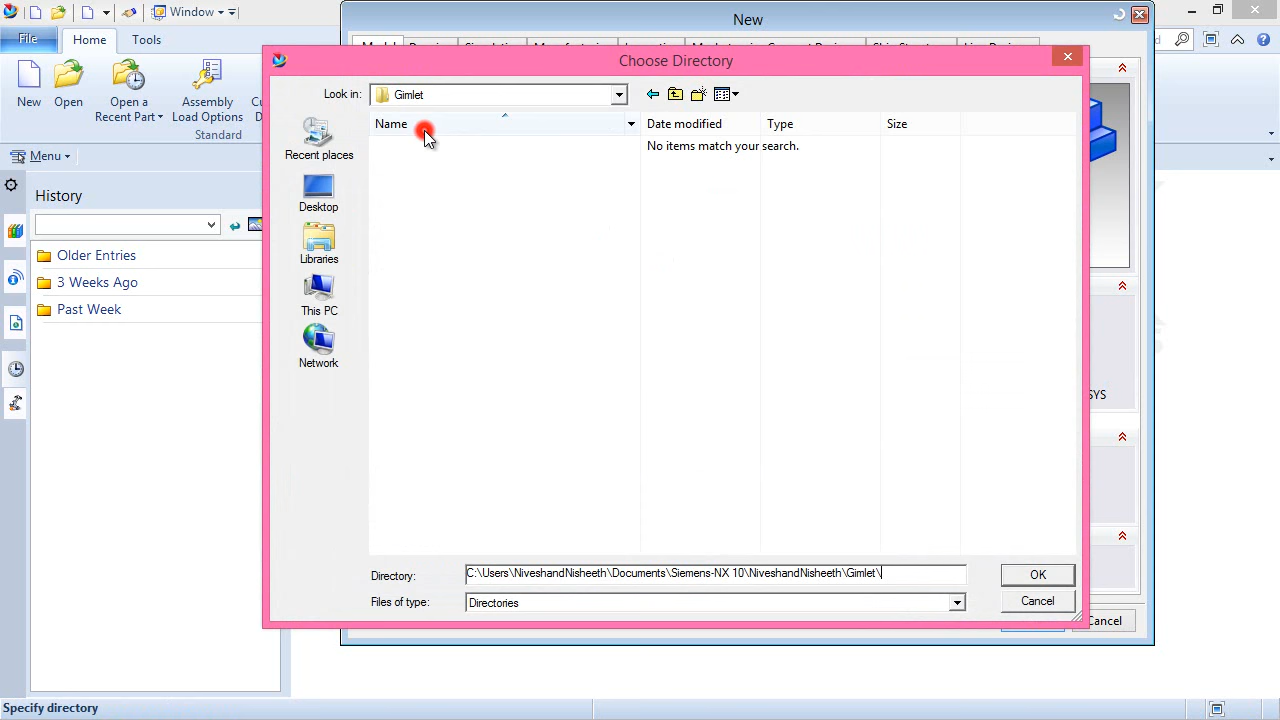 Window
New
File
Home
Tools
Choose Directory
New
Open
Open a
Recent Part
Assembly
Load Options
Standard
Look in:
Gimlet
Name
Date modified
Type
Size
No items match your search.
Recent places
Desktop
Libraries
This PC
Network
Menu
History
Older Entries
3 Weeks Ago
Past Week
SYS
Directory:
C:\Users\NiveshandNisheeth\Documents\Siemens-NX 10\NiveshandNisheeth\Gimlet\
OK
Files of type:
Directories
Cancel
Cancel
Specify directory